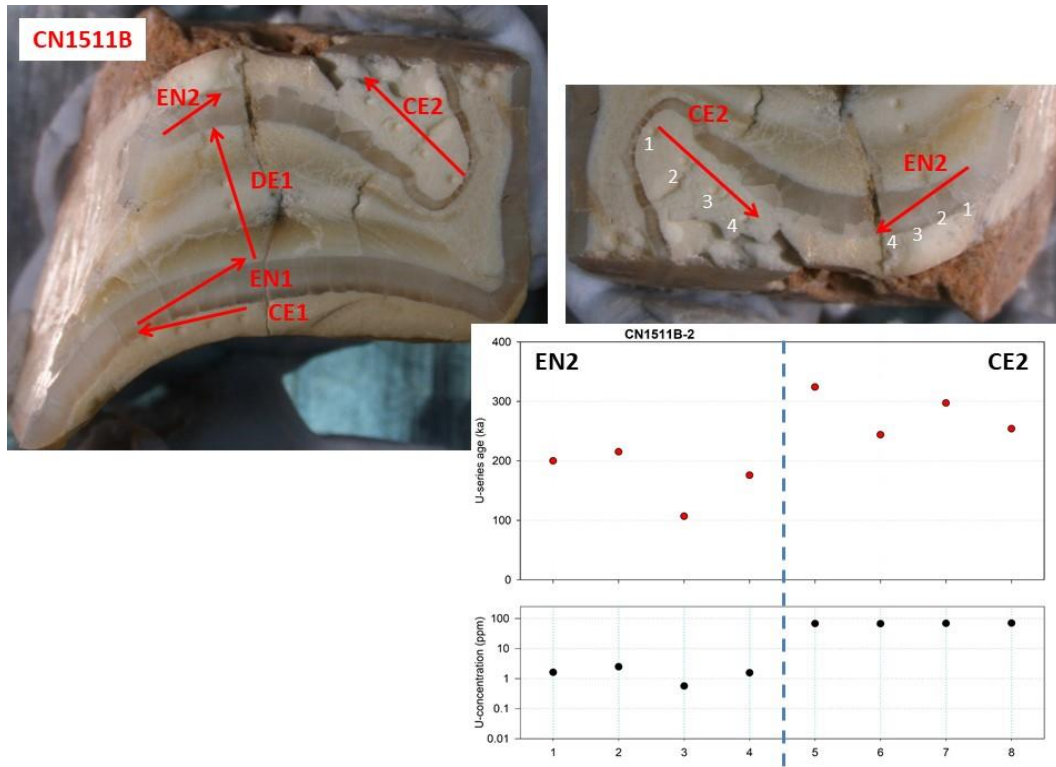 CN1511B
EN2
CE2
DE1
EN1
CE1
CE2
EN2
1
2
3
4
1
2
3
4
CN1511B-2
EN2
CE2
400
300
200
100
0
U-series age (ka)
100
10
1
0.1
0.01
U-concentration (ppm)
1 2 3 4 5 6 7 8